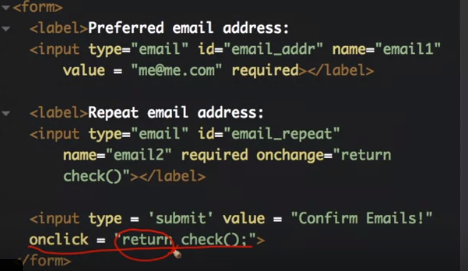 <form>
<label>Preferred email address:
<input type="email" id="email_addr" name="email1"
value = "me@me.com" required></label>
<label>Repeat email address:
<input type="email" id="email_repeat"
name="email2" required onchange="return
check()"></label>
<input type = 'submit' value = "Confirm Emails!"
onclick = "return check();">
</form>